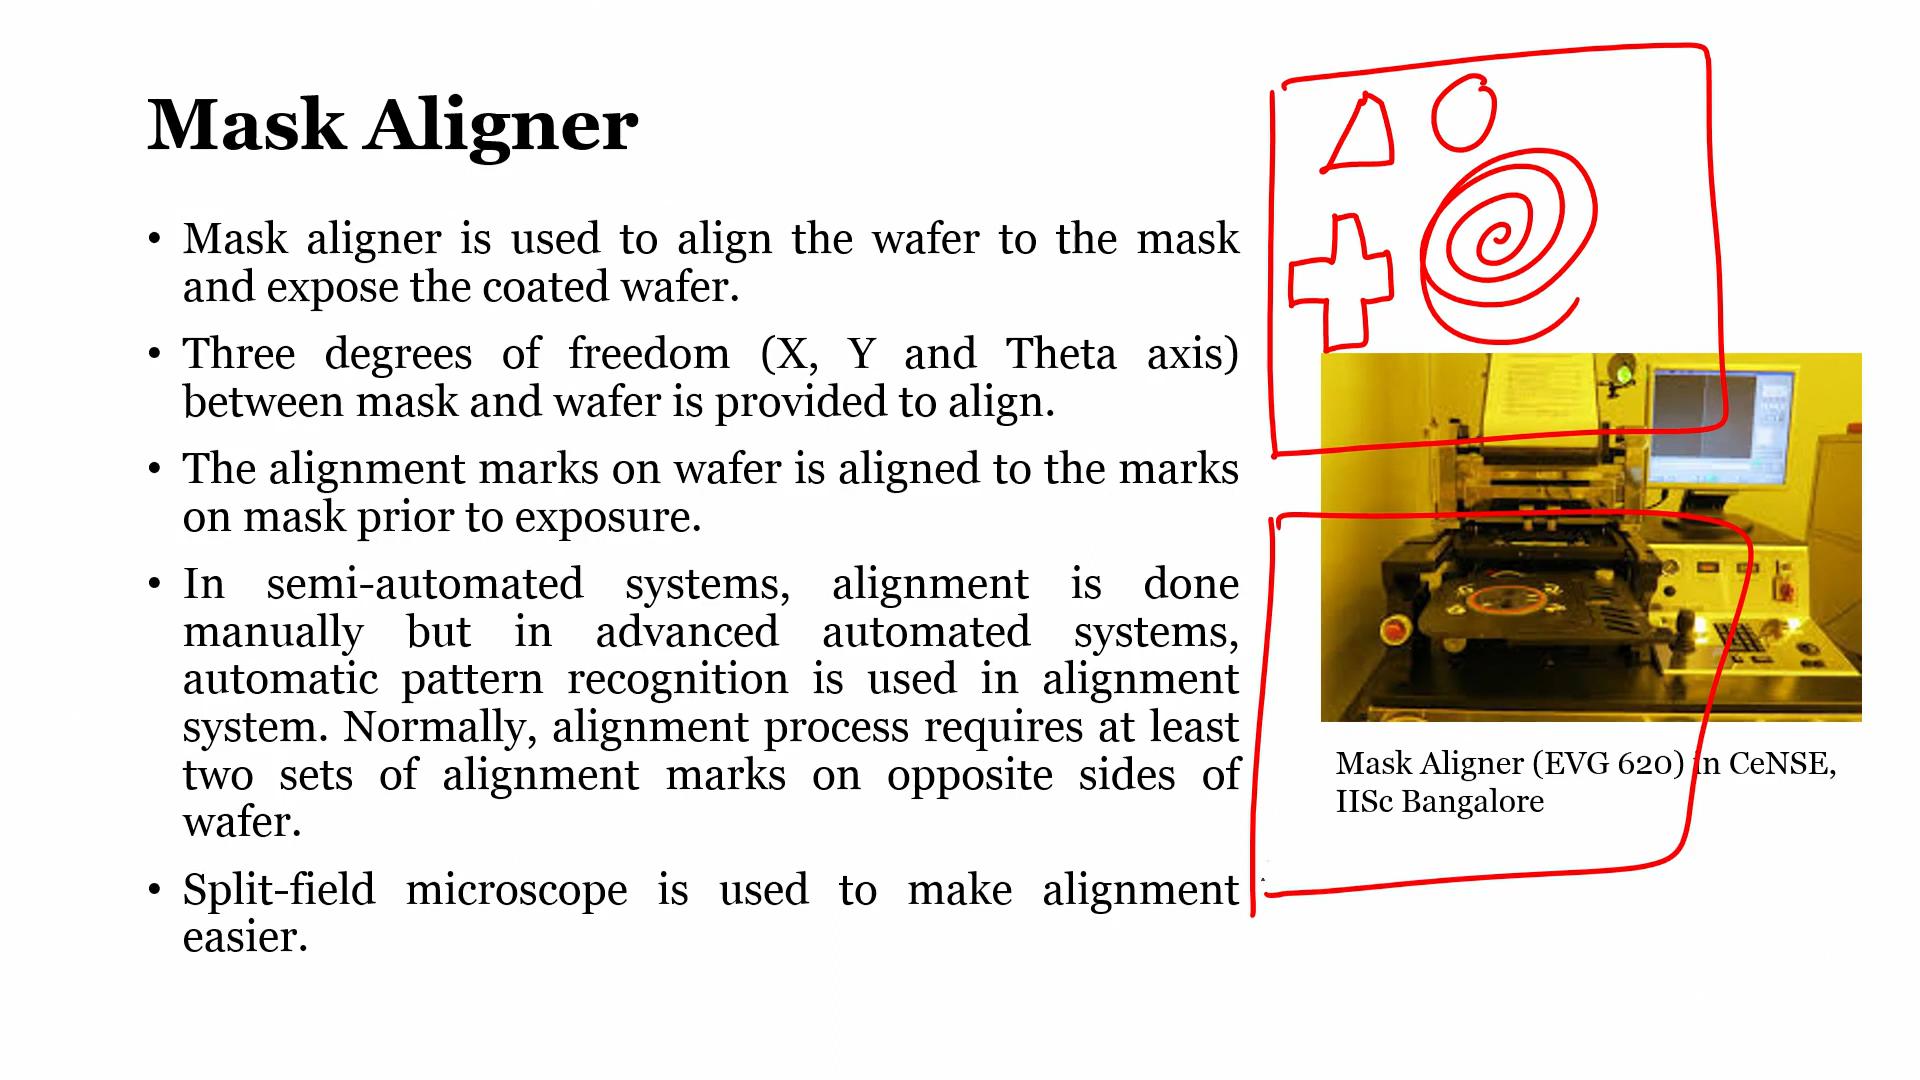 Mask Aligner
• Mask aligner is used to align the wafer to the mask
and expose the coated wafer.
• Three degrees of freedom (X, Y and Theta axis)
between mask and wafer is provided to align.
• The alignment marks on wafer is aligned to the marks
on mask prior to exposure.
• In semi-automated systems, alignment is done
manually but in advanced automated systems,
automatic pattern recognition is used in alignment
system. Normally, alignment process requires at least
two sets of alignment marks on opposite sides of
wafer.
• Split-field microscope is used to make alignment
easier.
Mask Aligner (EVG 620) in CeNSE,
IISc Bangalore